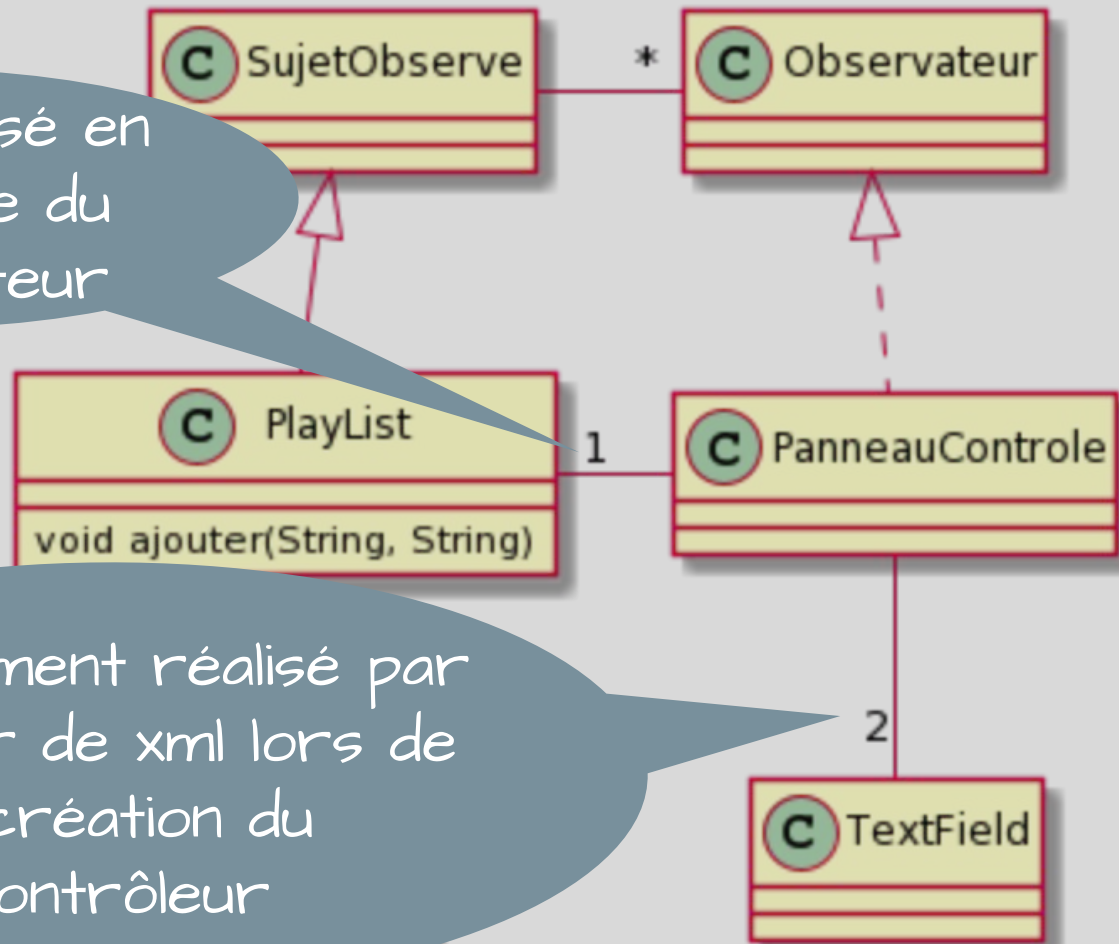 C SujetObserve
*
C Observateur
sé en
e du
teur
C PlayList
1
C PanneauControle
void ajouter(String, String)
ment réalisé par
r de xml lors de
création du
ontrôleur
2
C TextField